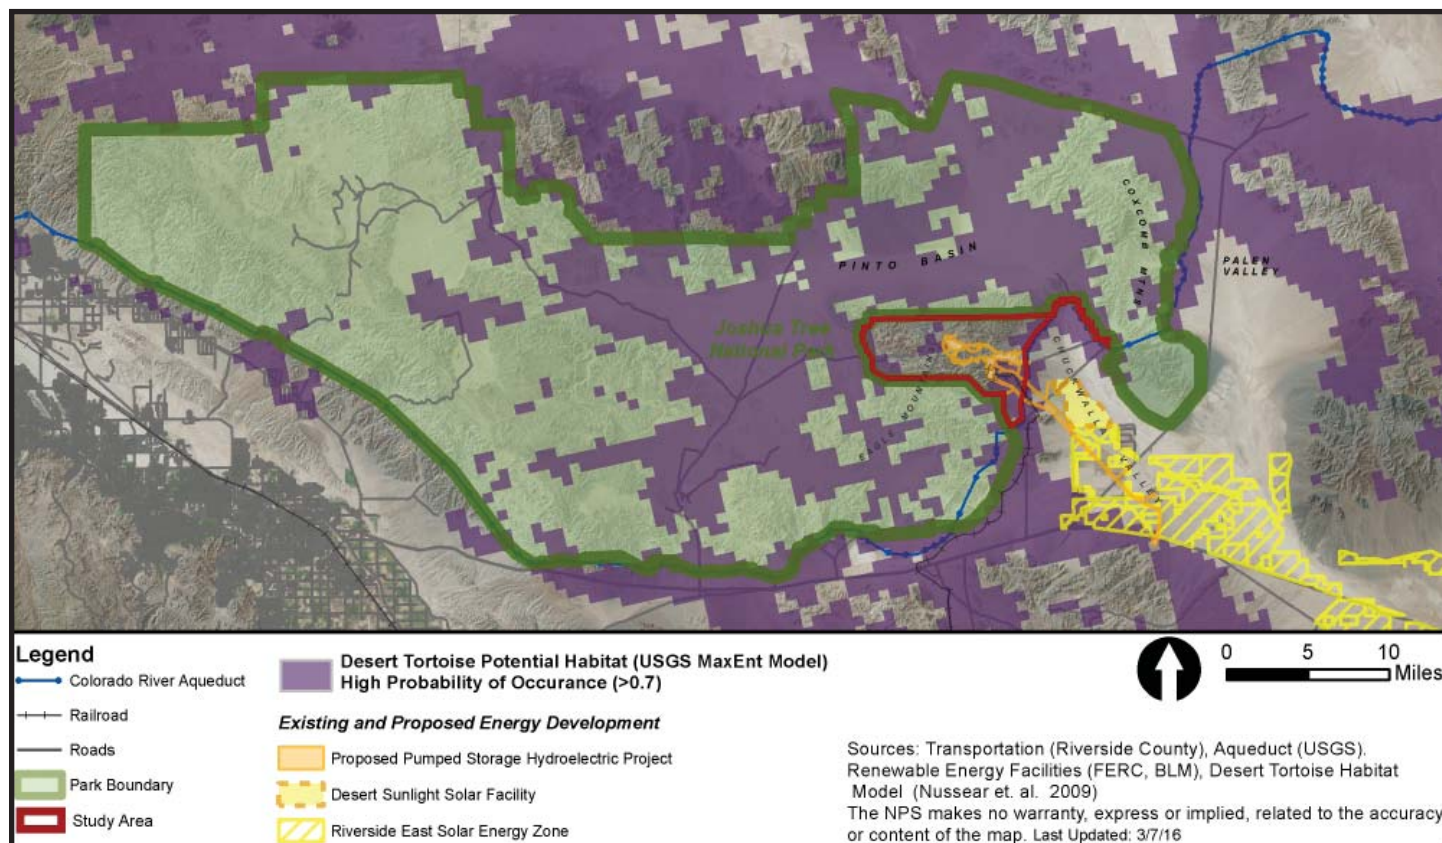 COXCOMB MTNS
PALEN
VALLEY
PINTO BASIN
Joshua Tree
National Park
EAGLE MOUNTAIN
CHUCKWALLA VALLEY
Legend
Colorado River Aqueduct
Railroad
Roads
Park Boundary
Study Area
Desert Tortoise Potential Habitat (USGS MaxEnt Model)
High Probability of Occurance (>0.7)
Existing and Proposed Energy Development
Proposed Pumped Storage Hydroelectric Project
Desert Sunlight Solar Facility
Riverside East Solar Energy Zone
0 5 10
Miles
Sources: Transportation (Riverside County), Aqueduct (USGS).
Renewable Energy Facilities (FERC, BLM), Desert Tortoise Habitat
Model (Nussear et. al. 2009)
The NPS makes no warranty, express or implied, related to the accuracy
or content of the map. Last Updated: 3/7/16